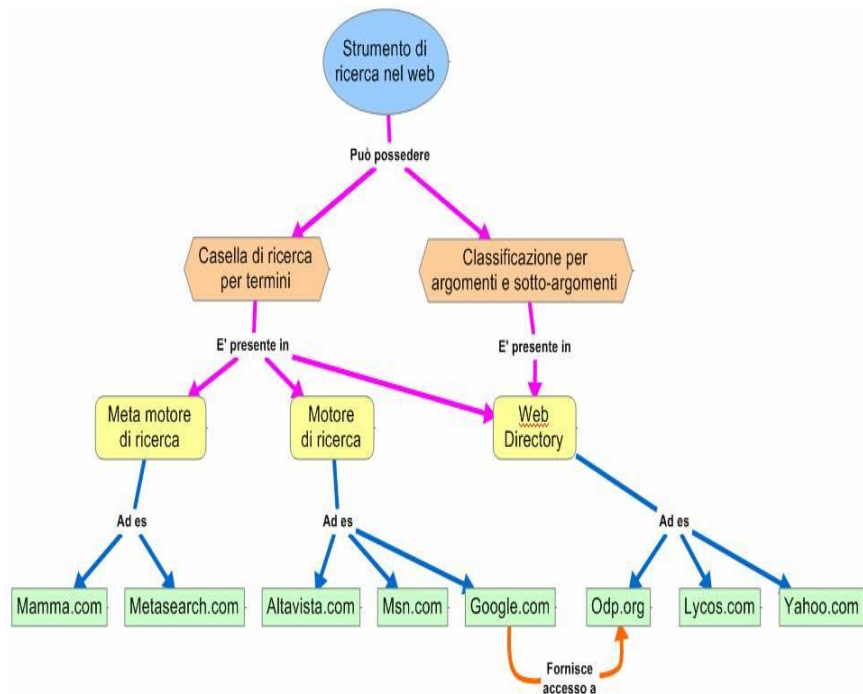 Strumento di
ricerca nel web
Può possedere
Casella di ricerca
per termini
Classificazione per
argomenti e sotto-argomenti
E' presente in
E' presente in
Meta motore
di ricerca
Motore
di ricerca
Web
Directory
Ad es
Ad es
Ad es
Mamma.com
Metasearch.com
Altavista.com
Msn.com
Google.com
Odp.org
Lycos.com
Yahoo.com
Fornisce
accesso a